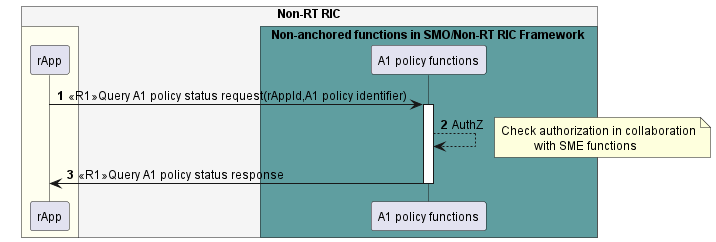 Non-RT RIC
Non-anchored functions in SMO/Non-RT RIC Framework
rApp
A1 policy functions
1 «R1»Query A1 policy status request(rAppId,A1 policy identifier)
2 AuthZ
Check authorization in collaboration
with SME functions
3 «R1»Query A1 policy status response
rApp
A1 policy functions